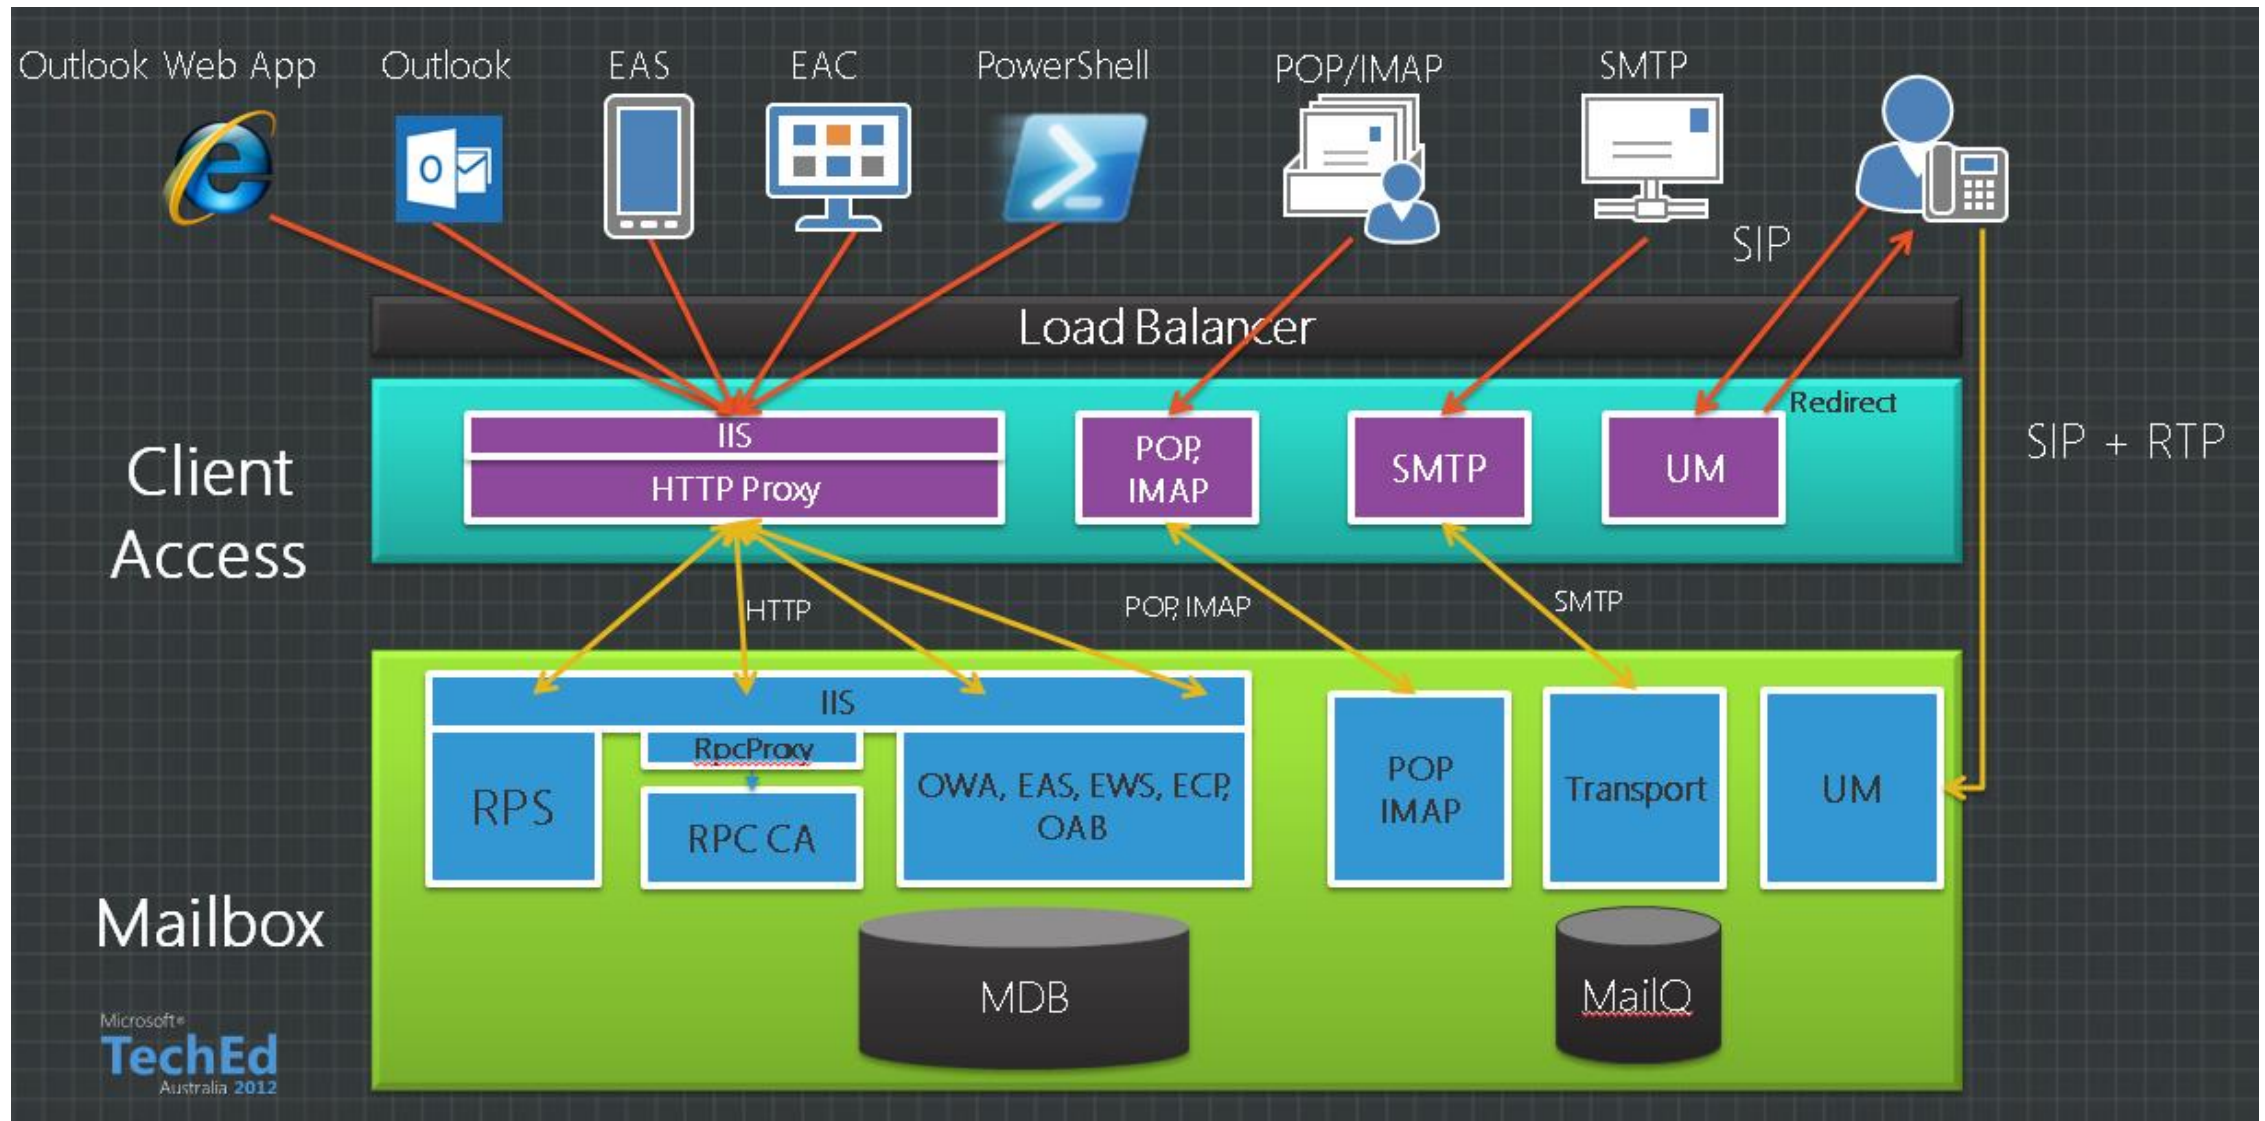 Outlook Web App
Outlook
EAS
EAC
PowerShell
POP/IMAP
SMTP
SIP
Load Balancer
Redirect
Client
Access
IIS
HTTP Proxy
POP,
IMAP
SMTP
UM
SIP + RTP
HTTP
POP, IMAP
SMTP
Mailbox
IIS
RPS
RpcProxy
RPC CA
OWA, EAS, EWS, ECP,
OAB
POP
IMAP
Transport
UM
MDB
MailQ
Microsoft®
TechEd
Australia 2012